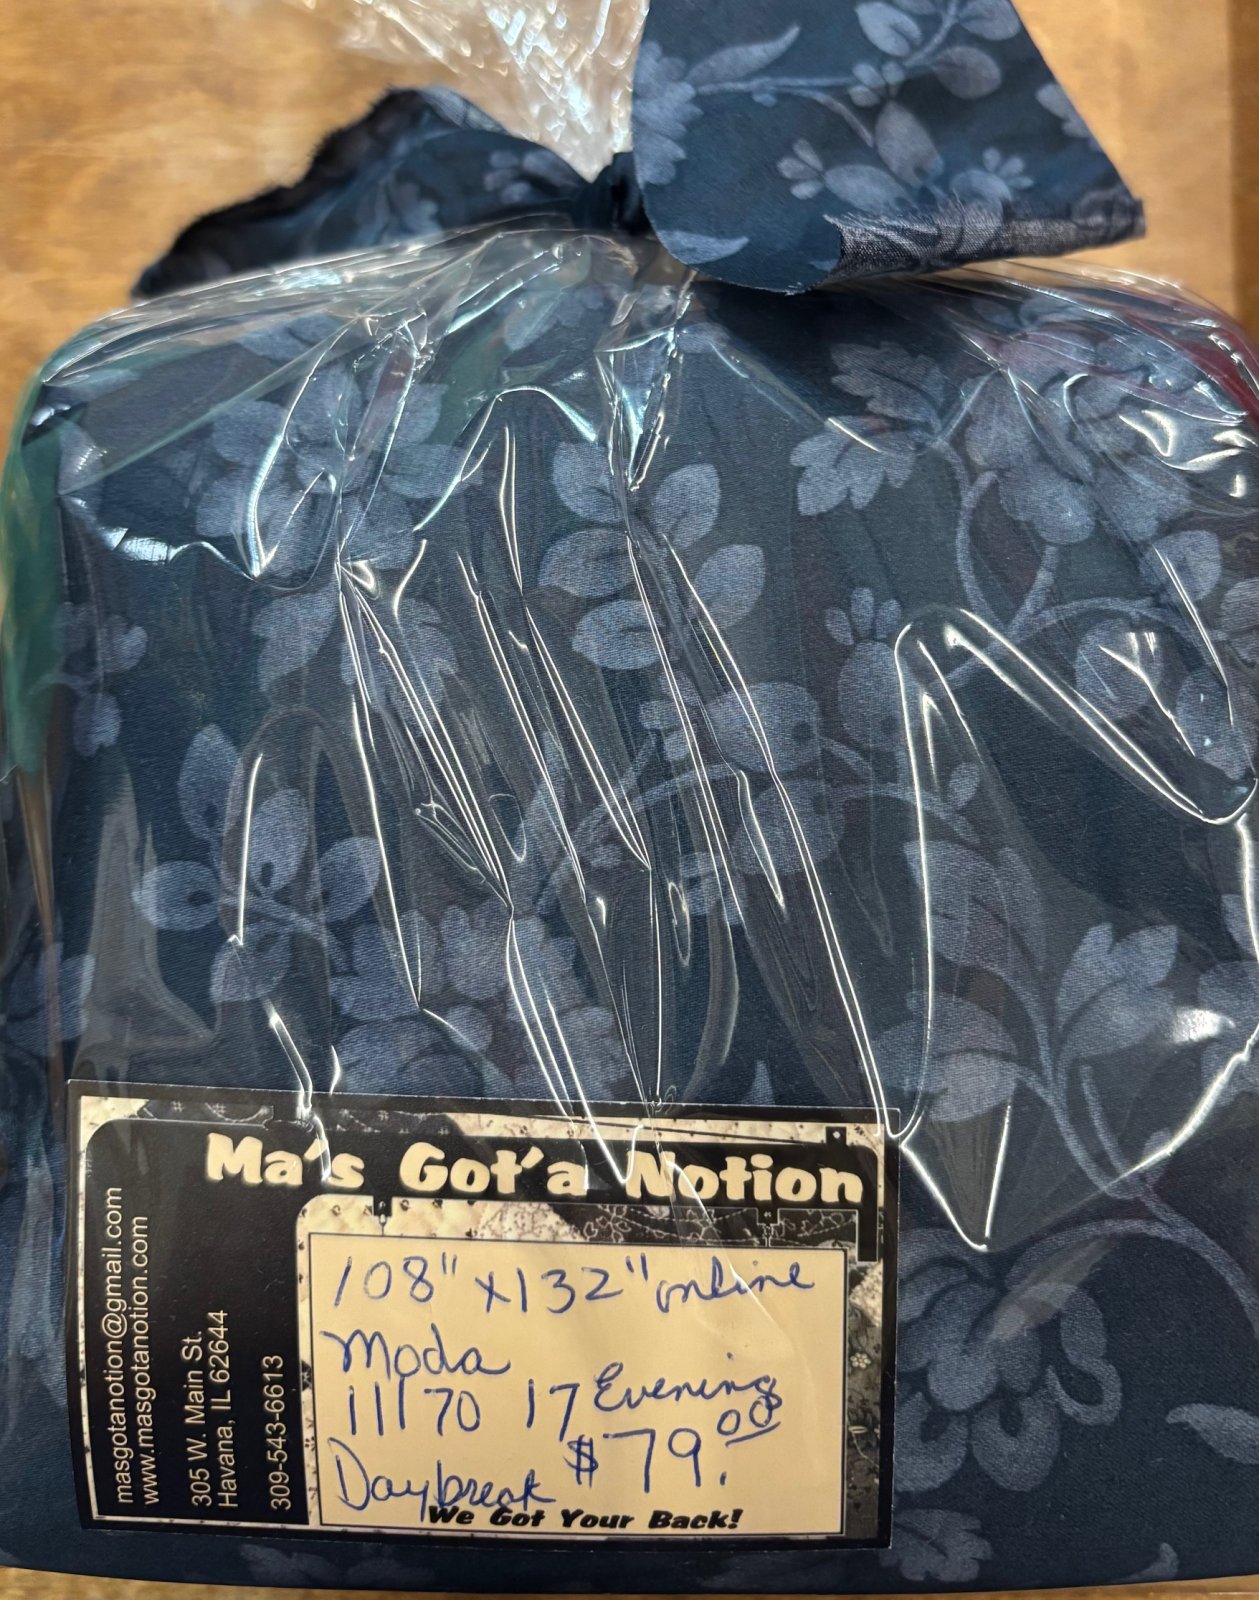 Ma's Got'a Notion
masgotanotion@gmail.com
www.masgotanotion.com
305 W. Main St.
Havana, IL 62644
309-543-6613
108" x 132" online
Moda
11170 17 Evening
Daybreak $79.00
We Got Your Back!